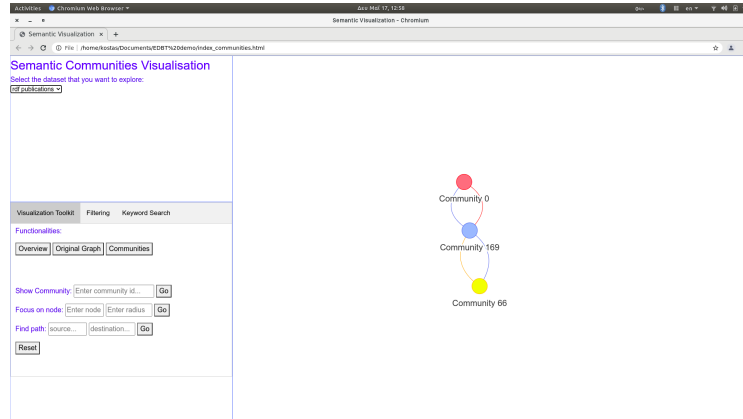 Activities Chromium Web Browser
Δευ Μαΐ 17, 12:58
en
Semantic Visualization - Chromium
Semantic Visualization × +
File | /home/kostas/Documents/EDBT%20demo/index_communities.html
Semantic Communities Visualisation
Select the dataset that you want to explore:
rdf publications
Visualization Toolkit Filtering Keyword Search
Functionalities:
Overview Original Graph Communities
Show Community: Enter community id... Go
Focus on node: Enter node Enter radius Go
Find path: source... destination... Go
Reset
Community 0
Community 169
Community 66